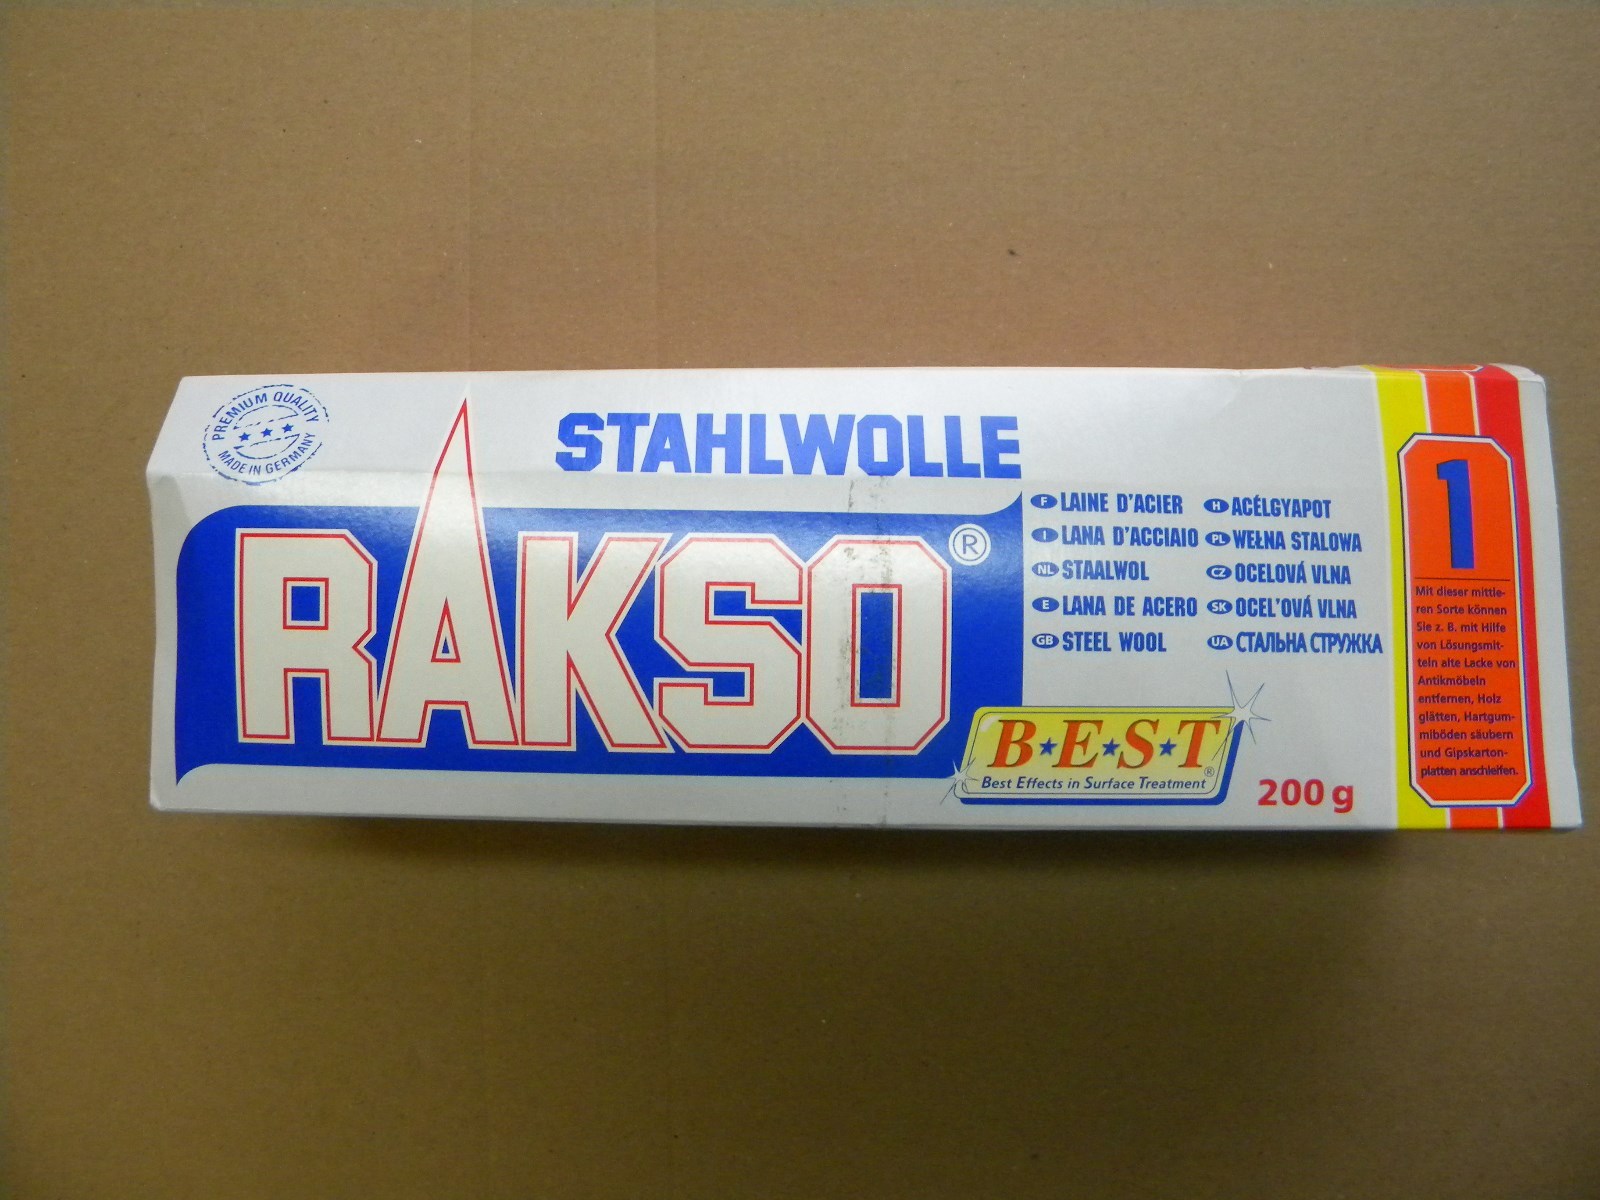 PREMIUM QUALITY
MADE IN GERMANY
STAHLWOLLE
RAKSO®
F LAINE D'ACIER
I LANA D'ACCIAIO
NL STAALWOL
E LANA DE ACERO
GB STEEL WOOL
H ACÉLGYAPOT
PL WEŁNA STALOWA
CZ OCELOVÁ VLNA
SK OCEL'OVÁ VLNA
UA СТАЛЬНА СТРУЖКА
B★E★S★T
Best Effects in Surface Treatment®
200 g
1
Mit dieser mittle-
ren Sorte können
Sie z. B. mit Hilfe
von Lösungsmit-
teln alte Lacke von
Antikmöbeln
entfernen, Holz
glätten, Hartgum-
miböden säubern
und Gipskarton-
platten anschleifen.